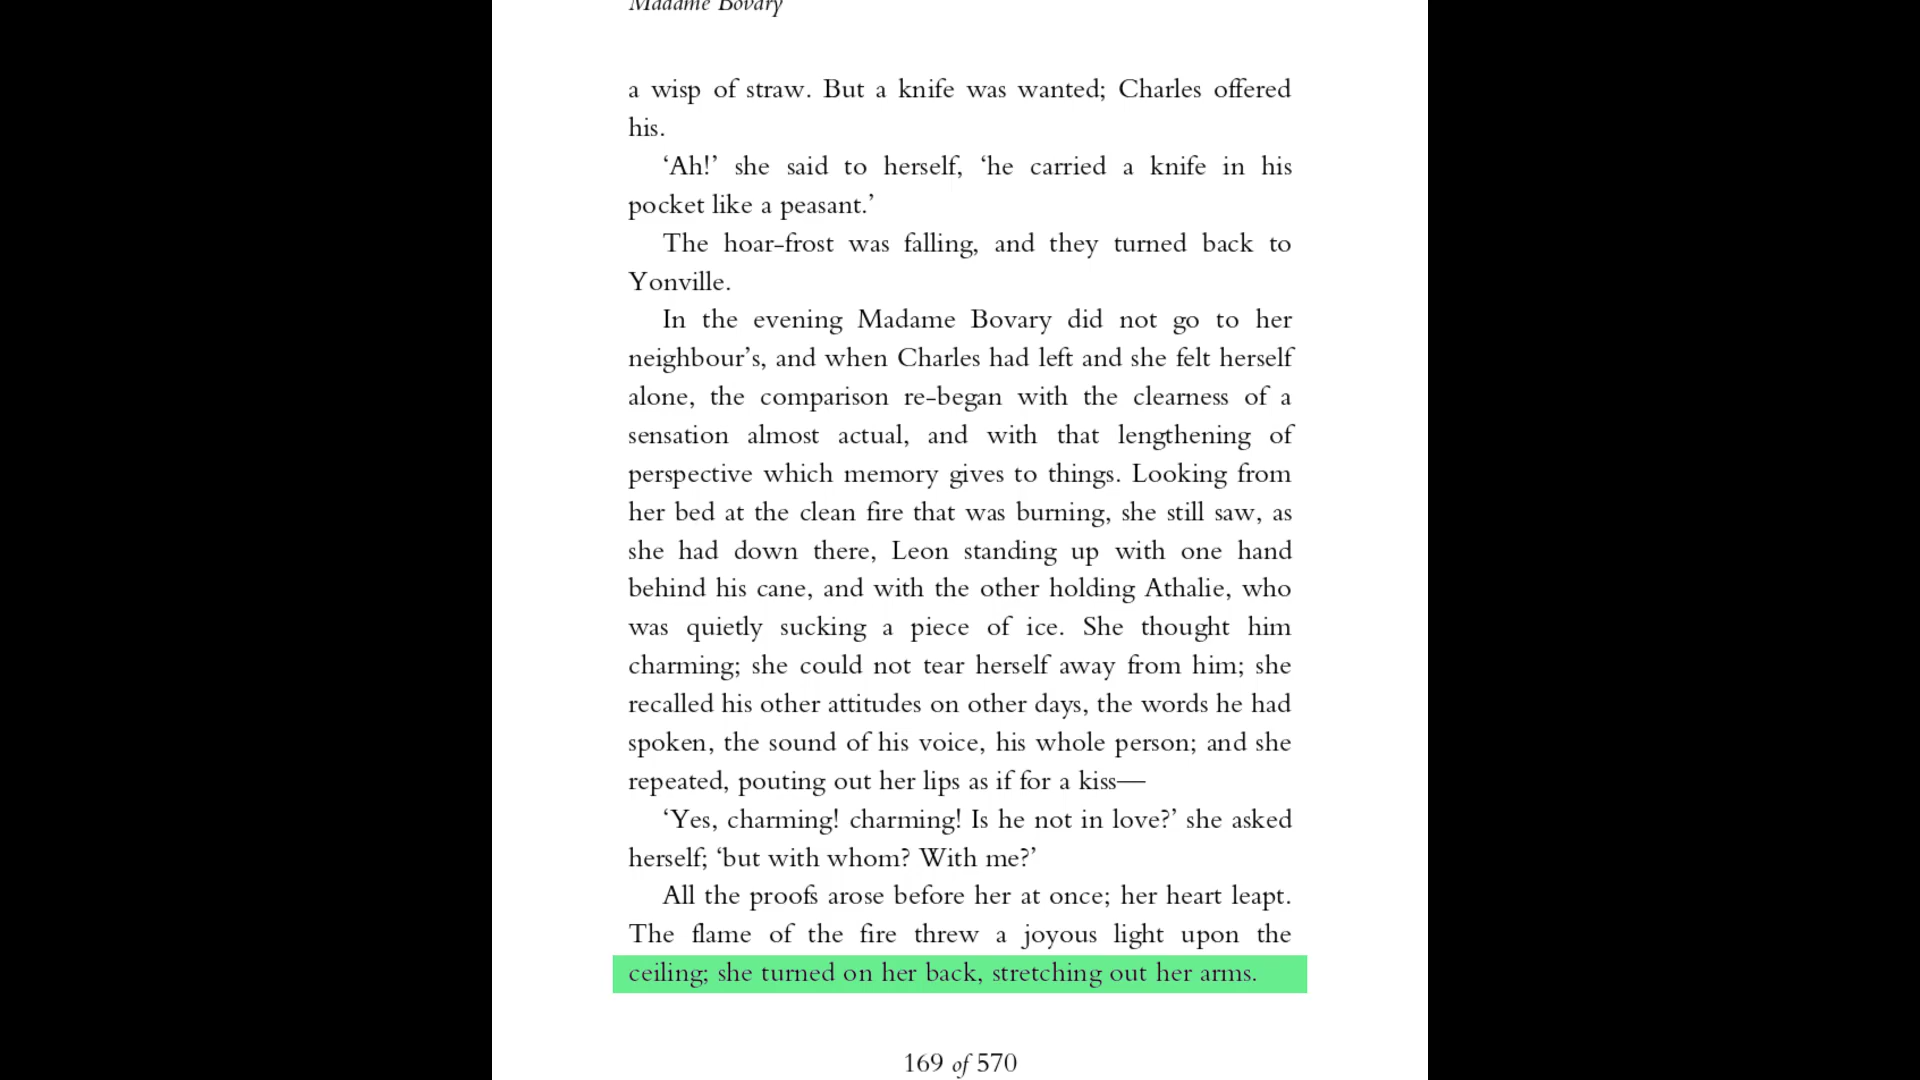 Madame Bovary
a wisp of straw. But a knife was wanted; Charles offered
his.
‘Ah!’ she said to herself, ‘he carried a knife in his
pocket like a peasant.’
The hoar-frost was falling, and they turned back to
Yonville.
In the evening Madame Bovary did not go to her
neighbour’s, and when Charles had left and she felt herself
alone, the comparison re-began with the clearness of a
sensation almost actual, and with that lengthening of
perspective which memory gives to things. Looking from
her bed at the clean fire that was burning, she still saw, as
she had down there, Leon standing up with one hand
behind his cane, and with the other holding Athalie, who
was quietly sucking a piece of ice. She thought him
charming; she could not tear herself away from him; she
recalled his other attitudes on other days, the words he had
spoken, the sound of his voice, his whole person; and she
repeated, pouting out her lips as if for a kiss—
‘Yes, charming! charming! Is he not in love?’ she asked
herself; ‘but with whom? With me?’
All the proofs arose before her at once; her heart leapt.
The flame of the fire threw a joyous light upon the
ceiling; she turned on her back, stretching out her arms.
169 of 570